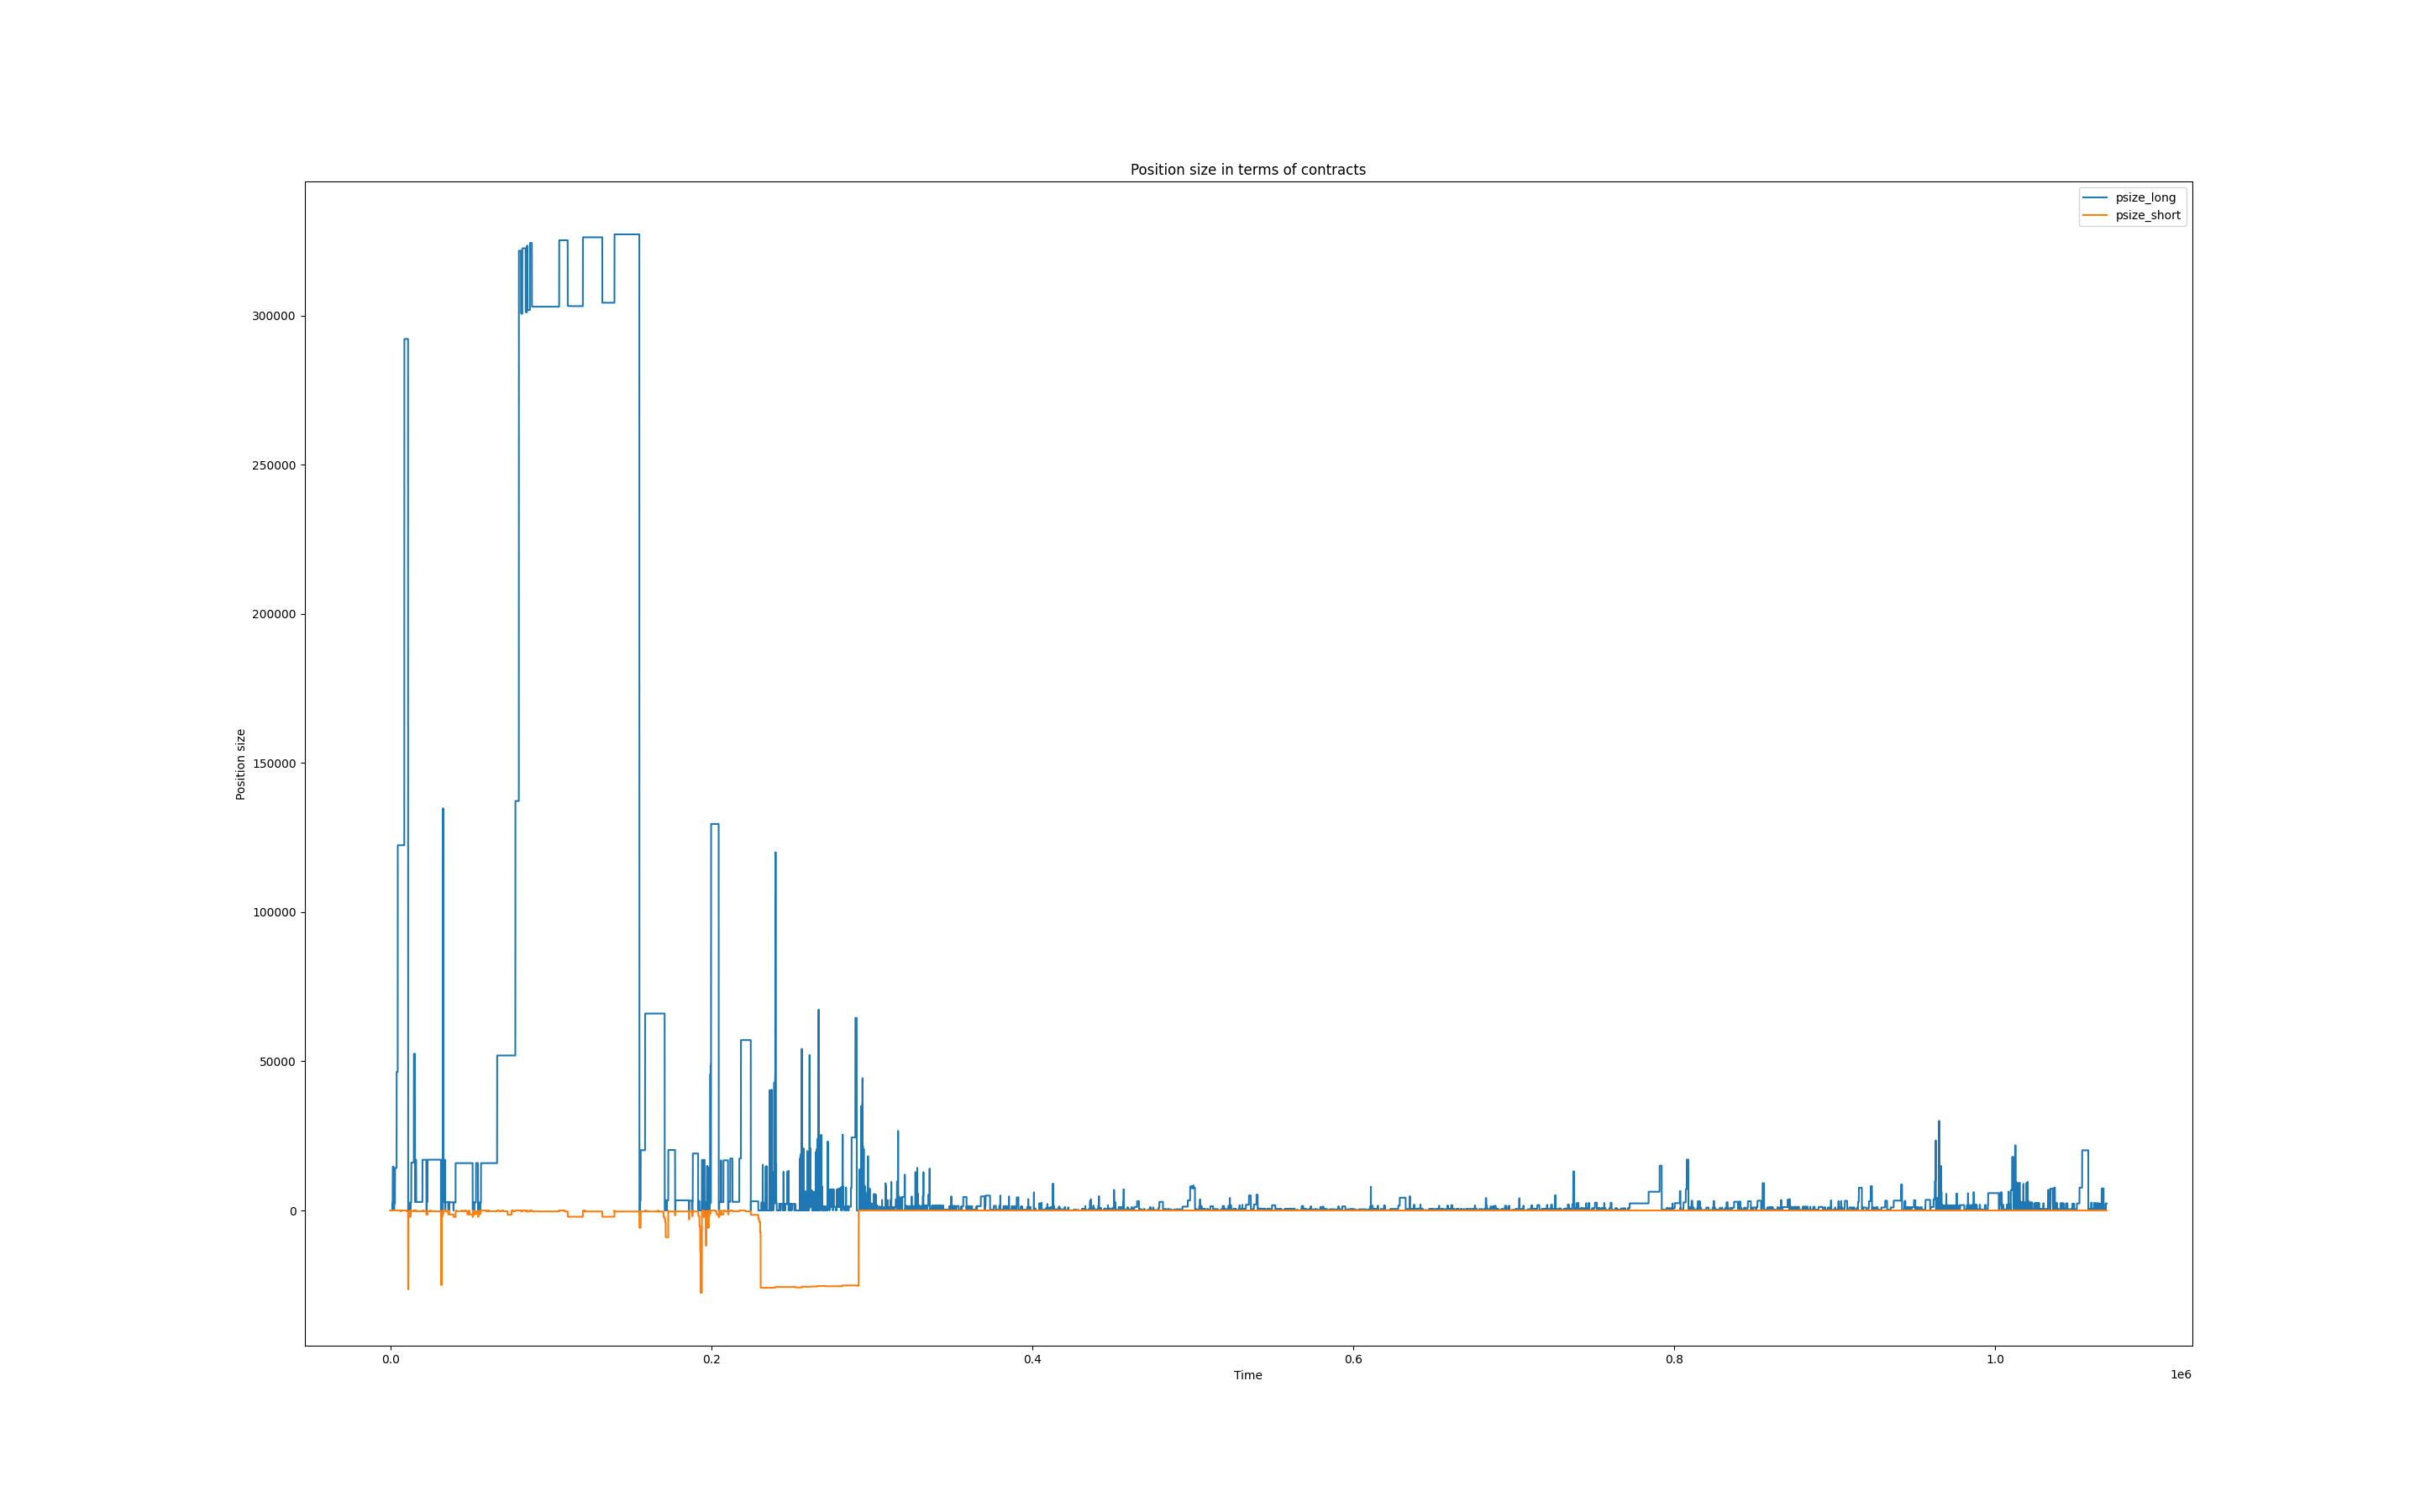 Position size in terms of contracts
psize_long
psize_short
Position size
300000
250000
200000
150000
100000
50000
0
0.0 0.2 0.4 0.6 0.8 1.0
Time
1e6